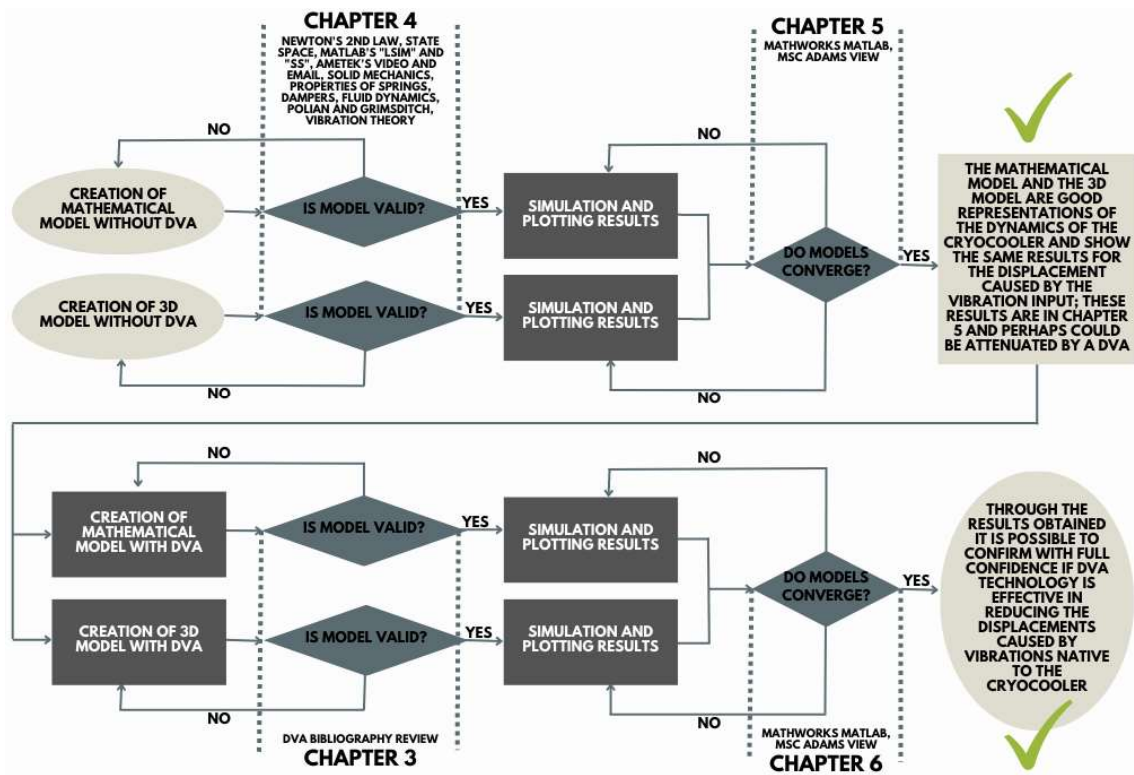 CHAPTER 4
NEWTON'S 2ND LAW, STATE
SPACE, MATLAB'S "LSIM" AND
"SS", AMETEK'S VIDEO AND
EMAIL, SOLID MECHANICS,
PROPERTIES OF SPRINGS,
DAMPERS, FLUID DYNAMICS,
POLIAN AND GRIMSDITCH,
VIBRATION THEORY
CHAPTER 5
MATHWORKS MATLAB,
MSC ADAMS VIEW
NO
CREATION OF
MATHEMATICAL
MODEL WITHOUT DVA
IS MODEL VALID?
YES
SIMULATION AND
PLOTTING RESULTS
NO
CREATION OF 3D
MODEL WITHOUT DVA
IS MODEL VALID?
YES
SIMULATION AND
PLOTTING RESULTS
NO
NO
DO MODELS
CONVERGE?
YES
THE MATHEMATICAL
MODEL AND THE 3D
MODEL ARE GOOD
REPRESENTATIONS OF
THE DYNAMICS OF THE
CRYOCOOLER AND SHOW
THE SAME RESULTS FOR
THE DISPLACEMENT
CAUSED BY THE
VIBRATION INPUT; THESE
RESULTS ARE IN CHAPTER
5 AND PERHAPS COULD
BE ATTENUATED BY A DVA
NO
CREATION OF
MATHEMATICAL
MODEL WITH DVA
IS MODEL VALID?
YES
SIMULATION AND
PLOTTING RESULTS
NO
CREATION OF 3D
MODEL WITH DVA
IS MODEL VALID?
YES
SIMULATION AND
PLOTTING RESULTS
NO
NO
DO MODELS
CONVERGE?
YES
THROUGH THE
RESULTS OBTAINED
IT IS POSSIBLE TO
CONFIRM WITH FULL
CONFIDENCE IF DVA
TECHNOLOGY IS
EFFECTIVE IN
REDUCING THE
DISPLACEMENTS
CAUSED BY
VIBRATIONS NATIVE
TO THE
CRYOCOOLER
DVA BIBLIOGRAPHY REVIEW
CHAPTER 3
MATHWORKS MATLAB,
MSC ADAMS VIEW
CHAPTER 6